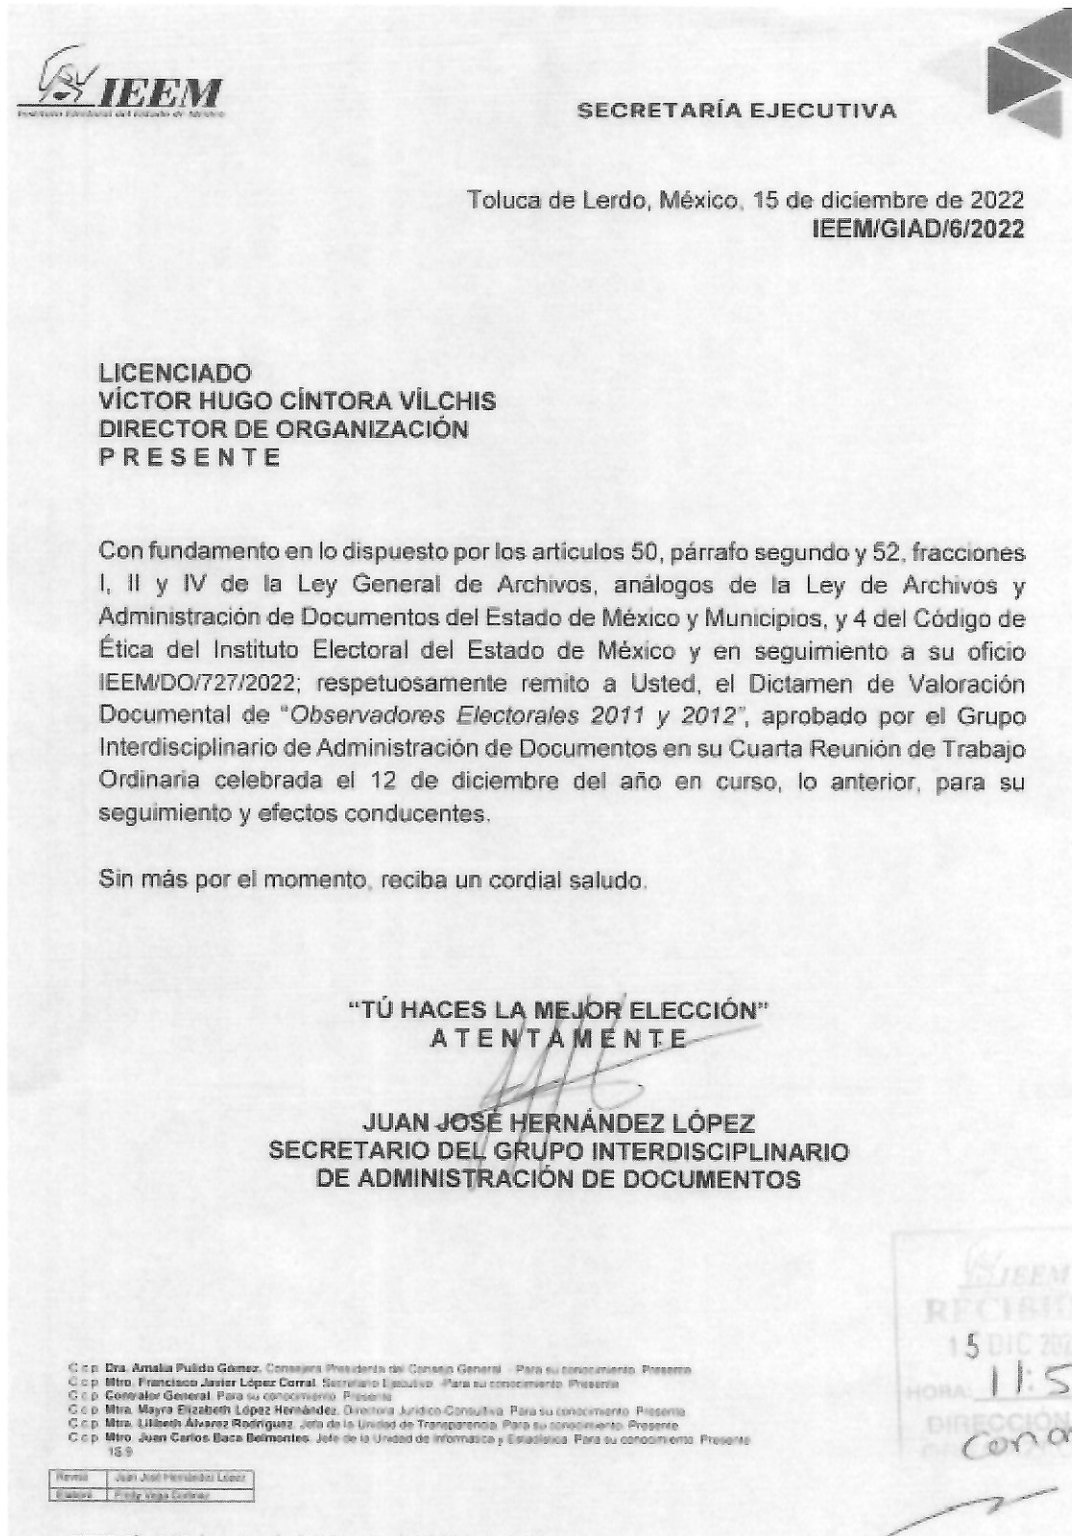 IEEM
Instituto Electoral del Estado de México
SECRETARÍA EJECUTIVA
Toluca de Lerdo, México, 15 de diciembre de 2022
IEEM/GIAD/6/2022
LICENCIADO
VÍCTOR HUGO CÍNTORA VÍLCHIS
DIRECTOR DE ORGANIZACIÓN
P R E S E N T E
Con fundamento en lo dispuesto por los artículos 50, párrafo segundo y 52, fracciones
I, II y IV de la Ley General de Archivos, análogos de la Ley de Archivos y
Administración de Documentos del Estado de México y Municipios, y 4 del Código de
Ética del Instituto Electoral del Estado de México y en seguimiento a su oficio
IEEM/DO/727/2022; respetuosamente remito a Usted, el Dictamen de Valoración
Documental de “Observadores Electorales 2011 y 2012”, aprobado por el Grupo
Interdisciplinario de Administración de Documentos en su Cuarta Reunión de Trabajo
Ordinaria celebrada el 12 de diciembre del año en curso, lo anterior, para su
seguimiento y efectos conducentes.
Sin más por el momento, reciba un cordial saludo.
“TÚ HACES LA MEJOR ELECCIÓN”
A T E N T A M E N T E
JUAN JOSÉ HERNÁNDEZ LÓPEZ
SECRETARIO DEL GRUPO INTERDISCIPLINARIO
DE ADMINISTRACIÓN DE DOCUMENTOS
IEEM
15 DIC
HORA: 11:5
DIRECCIÓN
C.c.p. Dra. Amalia Pulido Gómez. Consejera Presidenta del Consejo General. - Para su conocimiento. Presente
C.c.p. Mtro. Francisco Javier López Corral. Secretario Ejecutivo. -Para su conocimiento. Presente
C.c.p. Contralor General. Para su conocimiento. Presente
C.c.p. Mtra. Mayra Elizabeth López Hernández. Directora Jurídico-Consultiva. Para su conocimiento. Presente
C.c.p. Mtra. Lilibeth Álvarez Rodríguez. Jefa de la Unidad de Transparencia. Para su conocimiento. Presente
C.c.p. Mtro. Juan Carlos Baca Belmontes. Jefe de la Unidad de Informática y Estadística. Para su conocimiento. Presente
Revisó Juan José Hernández López
Elaboró